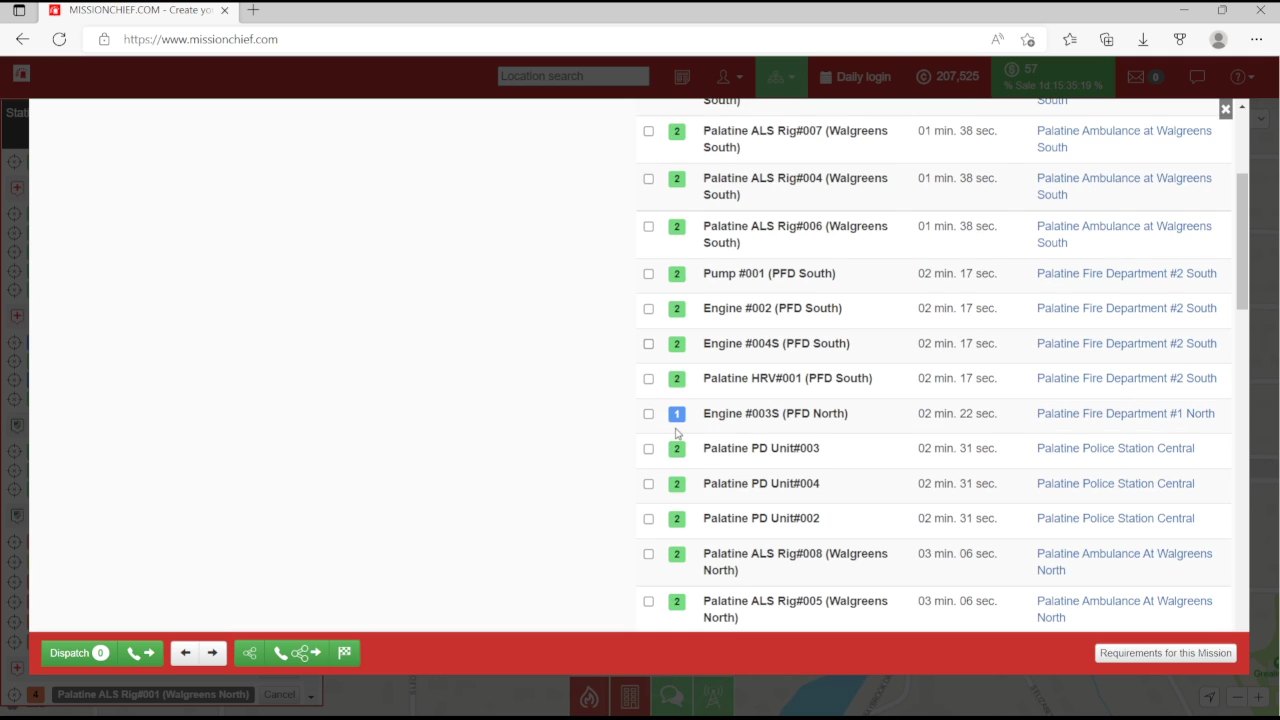 MISSIONCHIEF.COM - Create yo
https://www.missionchief.com
Location search
Daily login
207,525
57
% Sale 1d 15:35:19 %
0
Stati
South)
South
2 Palatine ALS Rig#007 (Walgreens South) 01 min. 38 sec. Palatine Ambulance at Walgreens South
2 Palatine ALS Rig#004 (Walgreens South) 01 min. 38 sec. Palatine Ambulance at Walgreens South
2 Palatine ALS Rig#006 (Walgreens South) 01 min. 38 sec. Palatine Ambulance at Walgreens South
2 Pump #001 (PFD South) 02 min. 17 sec. Palatine Fire Department #2 South
2 Engine #002 (PFD South) 02 min. 17 sec. Palatine Fire Department #2 South
2 Engine #004S (PFD South) 02 min. 17 sec. Palatine Fire Department #2 South
2 Palatine HRV#001 (PFD South) 02 min. 17 sec. Palatine Fire Department #2 South
1 Engine #003S (PFD North) 02 min. 22 sec. Palatine Fire Department #1 North
2 Palatine PD Unit#003 02 min. 31 sec. Palatine Police Station Central
2 Palatine PD Unit#004 02 min. 31 sec. Palatine Police Station Central
2 Palatine PD Unit#002 02 min. 31 sec. Palatine Police Station Central
2 Palatine ALS Rig#008 (Walgreens North) 03 min. 06 sec. Palatine Ambulance At Walgreens North
2 Palatine ALS Rig#005 (Walgreens North) 03 min. 06 sec. Palatine Ambulance At Walgreens North
Dispatch 0
Requirements for this Mission
4 Palatine ALS Rig#001 (Walgreens North) Cancel